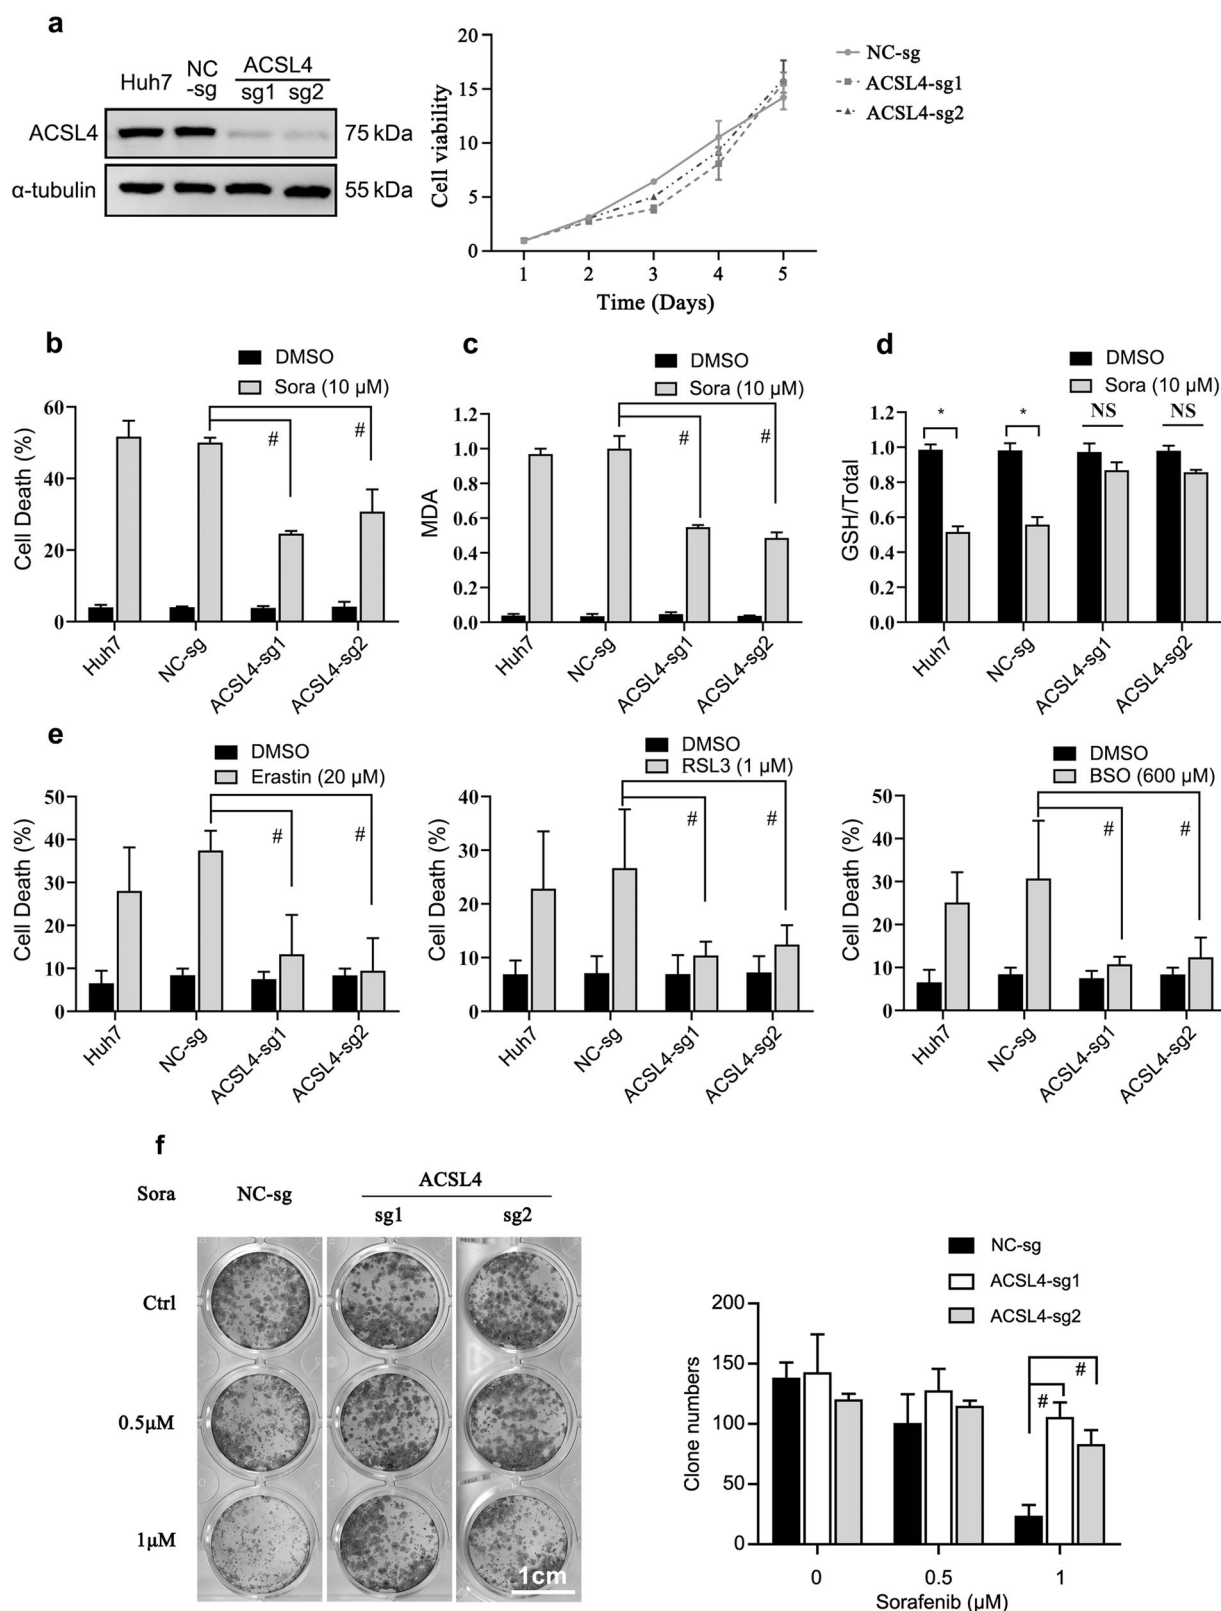 a
Huh7
NC
-sg
ACSL4
sg1 sg2
ACSL4
75 kDa
α-tubulin
55 kDa
20
15
10
5
0
Cell viability
1 2 3 4 5
Time (Days)
NC-sg
ACSL4-sg1
ACSL4-sg2
b
DMSO
Sora (10 µM)
60
40
20
0
Cell Death (%)
# #
Huh7
NC-sg
ACSL4-sg1
ACSL4-sg2
c
DMSO
Sora (10 µM)
1.2
1.0
0.8
0.6
0.4
0.2
0.0
MDA
# #
Huh7
NC-sg
ACSL4-sg1
ACSL4-sg2
d
DMSO
Sora (10 µM)
1.2
1.0
0.8
0.6
0.4
0.2
0.0
GSH/Total
* * NS NS
Huh7
NC-sg
ACSL4-sg1
ACSL4-sg2
e
DMSO
Erastin (20 µM)
50
40
30
20
10
0
Cell Death (%)
# #
Huh7
NC-sg
ACSL4-sg1
ACSL4-sg2
DMSO
RSL3 (1 µM)
40
30
20
10
0
Cell Death (%)
# #
Huh7
NC-sg
ACSL4-sg1
ACSL4-sg2
DMSO
BSO (600 µM)
50
40
30
20
10
0
Cell Death (%)
# #
Huh7
NC-sg
ACSL4-sg1
ACSL4-sg2
f
Sora
NC-sg
ACSL4
sg1 sg2
Ctrl
0.5µM
1µM
1cm
NC-sg
ACSL4-sg1
ACSL4-sg2
200
150
100
50
0
Clone numbers
# #
0 0.5 1
Sorafenib (µM)